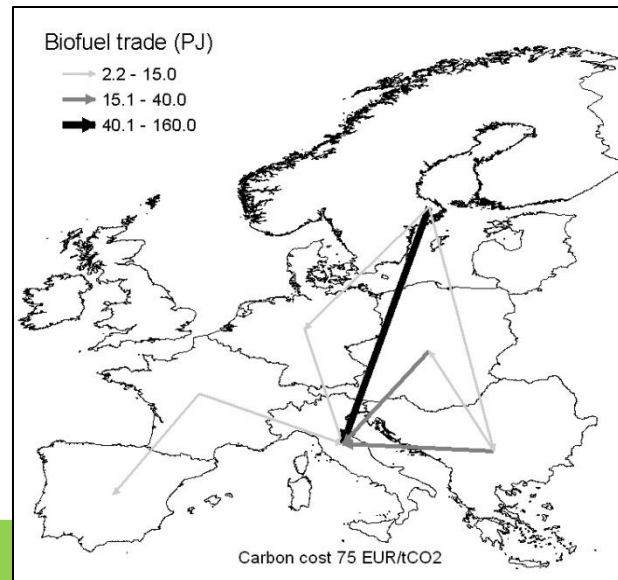 Biofuel trade (PJ)
2.2 - 15.0
15.1 - 40.0
40.1 - 160.0
Carbon cost 75 EUR/tCO2